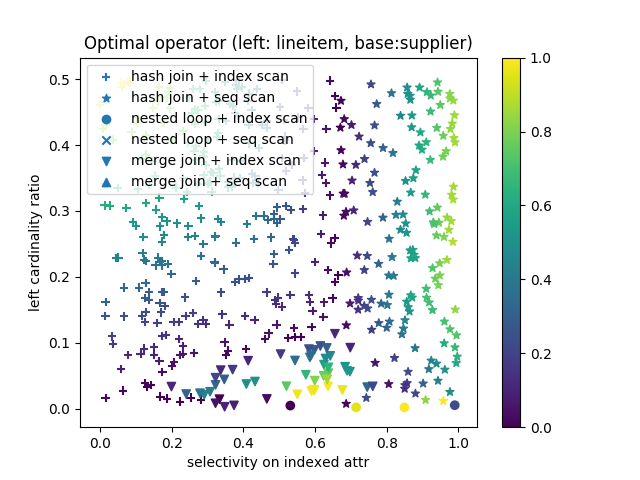 Optimal operator (left: lineitem, base:supplier)
hash join + index scan
hash join + seq scan
nested loop + index scan
nested loop + seq scan
merge join + index scan
merge join + seq scan
0.5
0.4
0.3
0.2
0.1
0.0
left cardinality ratio
0.0 0.2 0.4 0.6 0.8 1.0
selectivity on indexed attr
1.0
0.8
0.6
0.4
0.2
0.0